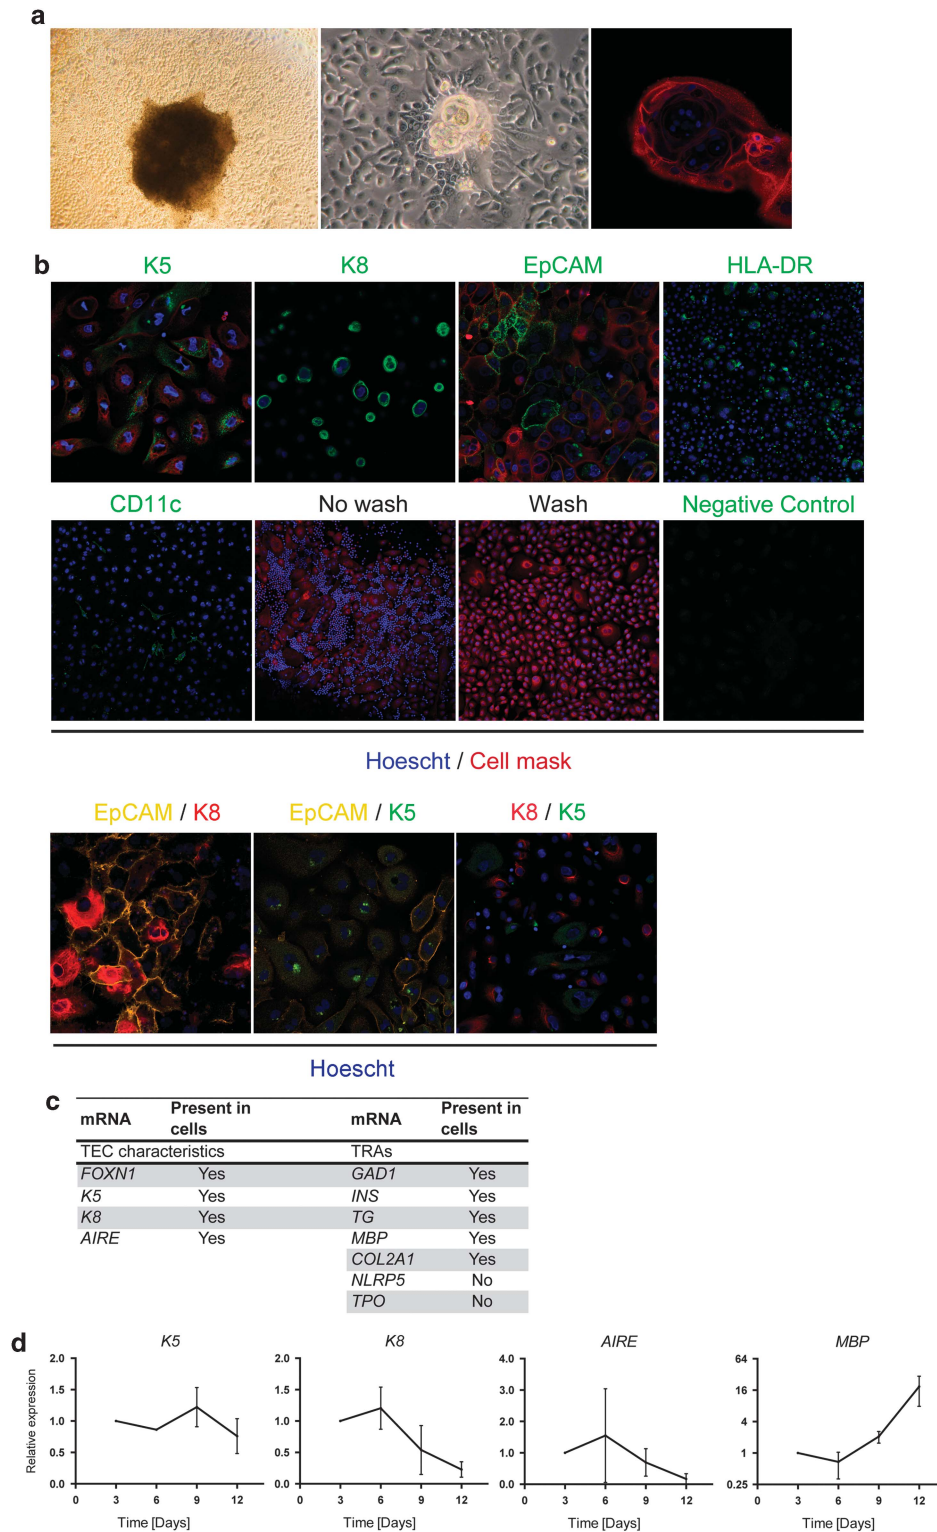 a
b
K5 K8 EpCAM HLA-DR
CD11c No wash Wash Negative Control
Hoescht / Cell mask
EpCAM / K8 EpCAM / K5 K8 / K5
Hoescht
c
mRNA Present in cells mRNA Present in cells
TEC characteristics TRAs
FOXN1 Yes GAD1 Yes
K5 Yes INS Yes
K8 Yes TG Yes
AIRE Yes MBP Yes
COL2A1 Yes
NLRP5 No
TPO No
d
K5 K8 AIRE MBP
Relative expression
2.0 2.0 4.0 64
1.5 1.5 3.0 16
1.0 1.0 2.0 4
0.5 0.5 1.0 1
0.0 0.0 0.0 0.25
0 3 6 9 12 0 3 6 9 12 0 3 6 9 12 0 3 6 9 12
Time [Days] Time [Days] Time [Days] Time [Days]